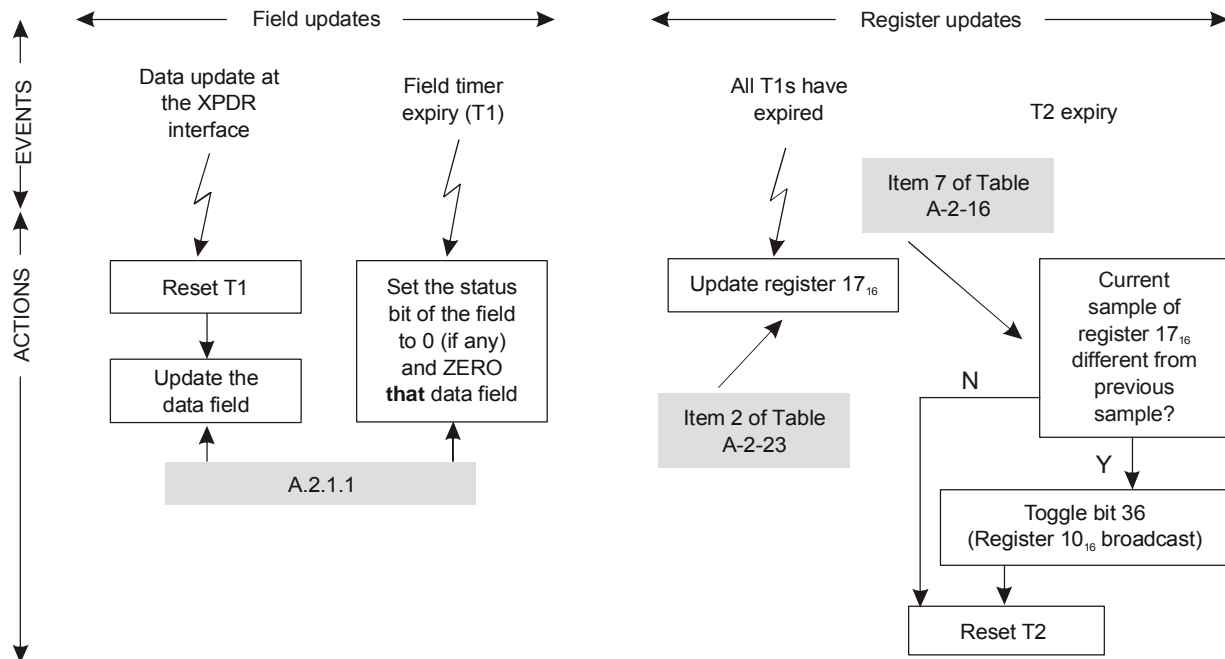 Field updates
Register updates
EVENTS
ACTIONS
Data update at
the XPDR
interface
Field timer
expiry (T1)
All T1s have
expired
T2 expiry
Item 7 of Table
A-2-16
Reset T1
Update the
data field
Set the status
bit of the field
to 0 (if any)
and ZERO
that data field
A.2.1.1
Update register 17₁₆
Item 2 of Table
A-2-23
Current
sample of
register 17₁₆
different from
previous
sample?
N
Y
Toggle bit 36
(Register 10₁₆ broadcast)
Reset T2